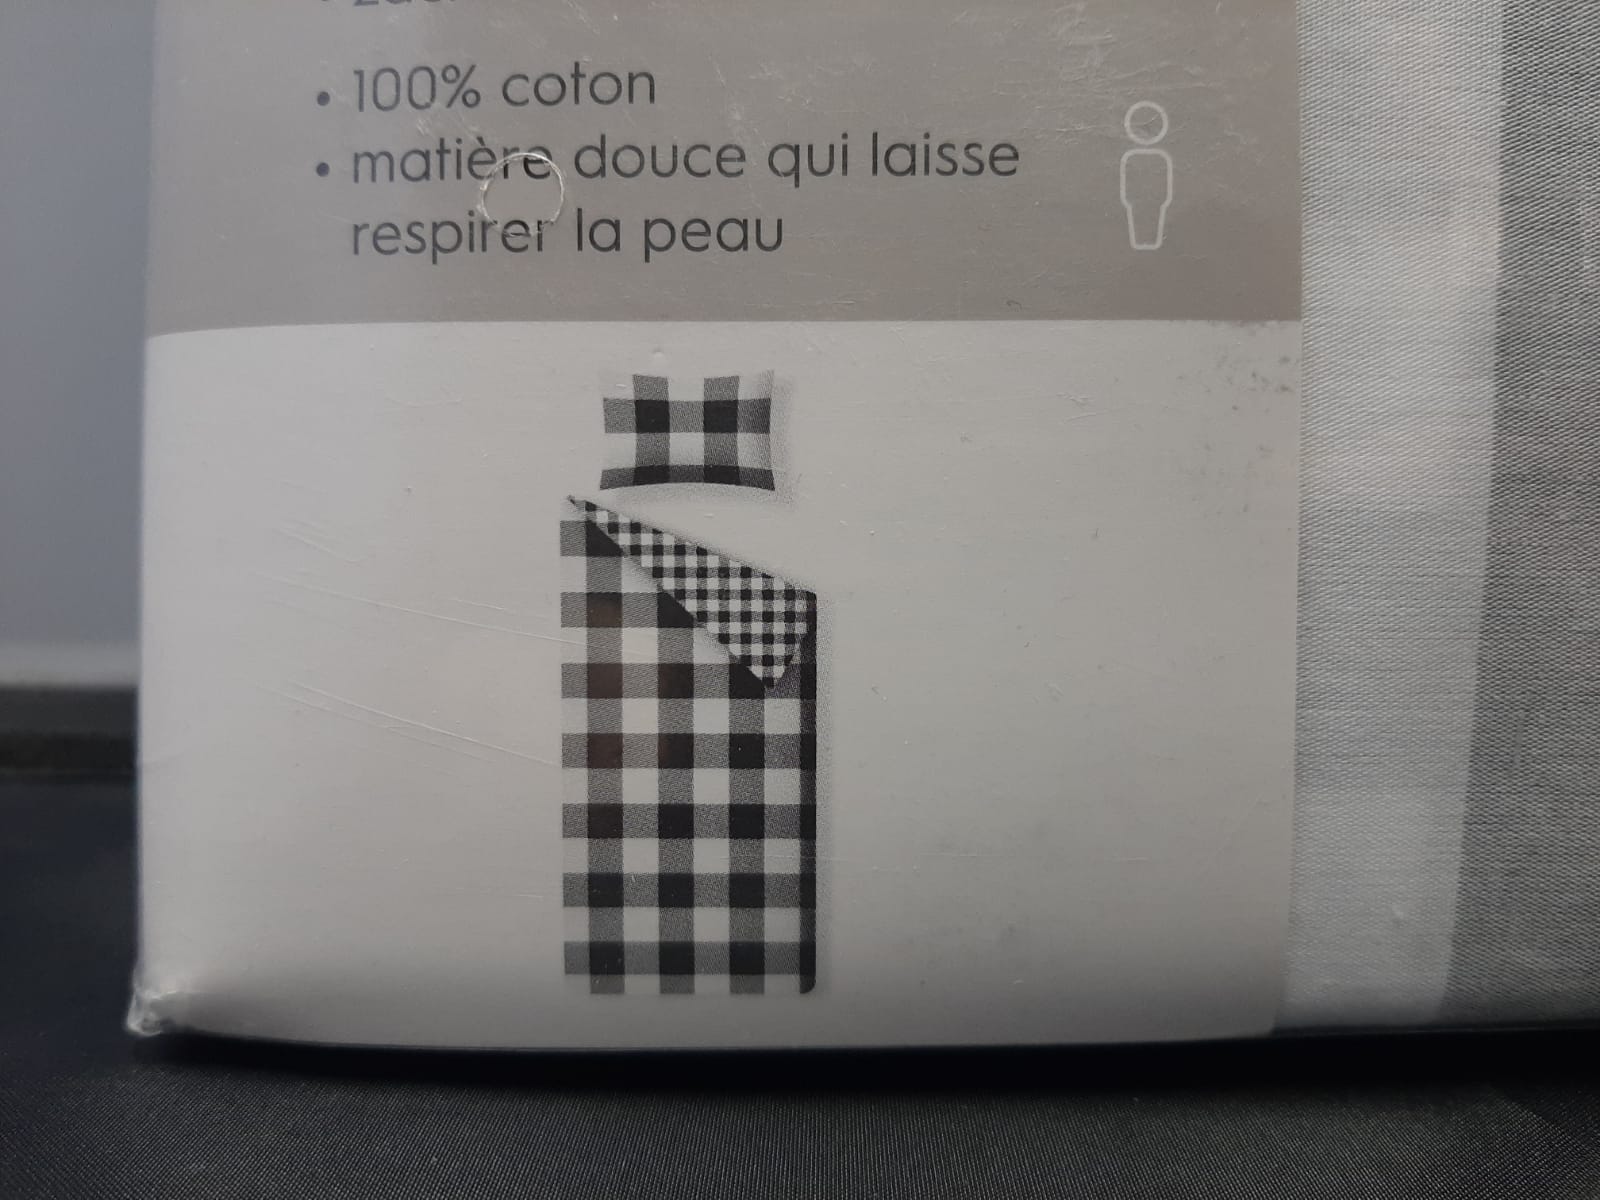 • 100% coton
• matière douce qui laisse
respirer la peau